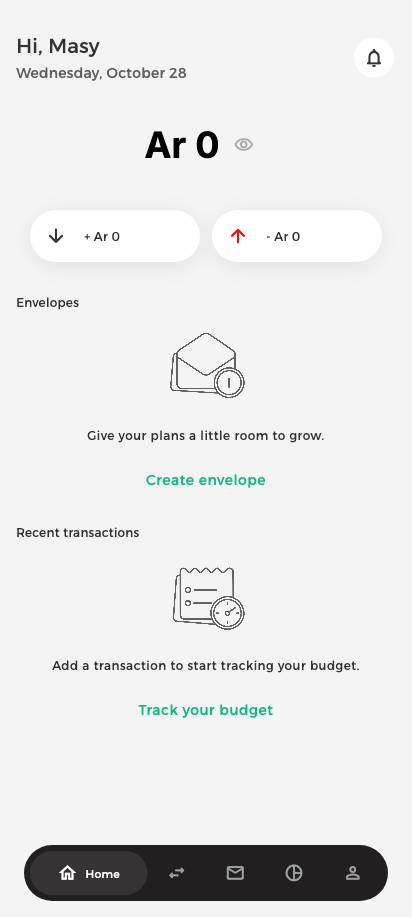 Hi, Masy
Wednesday, October 28
Ar 0
+ Ar 0
- Ar 0
Envelopes
Give your plans a little room to grow.
Create envelope
Recent transactions
Add a transaction to start tracking your budget.
Track your budget
Home